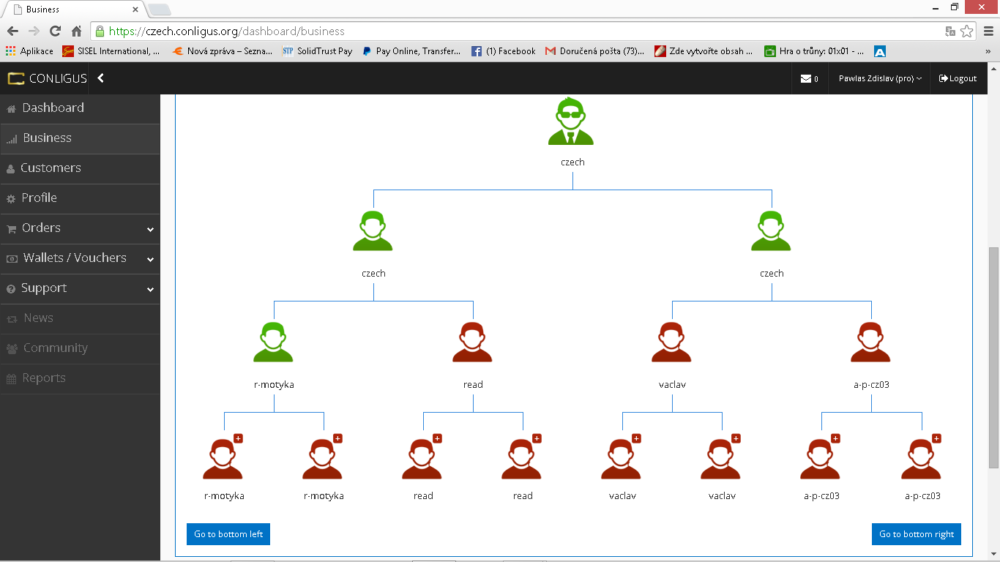 Business
https://czech.conligus.org/dashboard/business
Aplikace SISEL International, ... Nová zpráva – Sezna... STP SolidTrust Pay Pay Online, Transfer... (1) Facebook Doručená pošta (73)... Zde vytvořte obsah ... Hra o trůny: 01x01 - ... »
CONLIGUS 0 Pawlas Zdislav (pro) Logout
Dashboard
Business
Customers
Profile
Orders
Wallets / Vouchers
Support
News
Community
Reports
czech
czech czech
r-motyka read vaclav a-p-cz03
r-motyka r-motyka read read vaclav vaclav a-p-cz03 a-p-cz03
Go to bottom left Go to bottom right